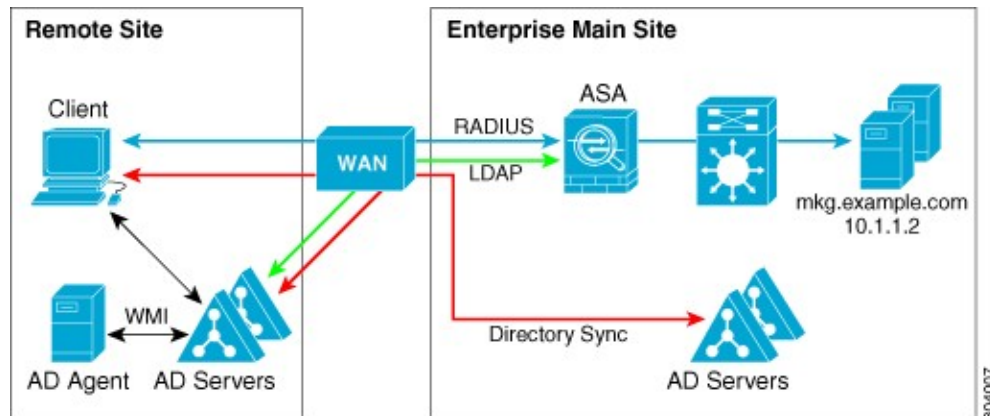 Remote Site
Enterprise Main Site
Client
ASA
RADIUS
WAN
LDAP
mkg.example.com
10.1.1.2
WMI
Directory Sync
AD Agent
AD Servers
AD Servers